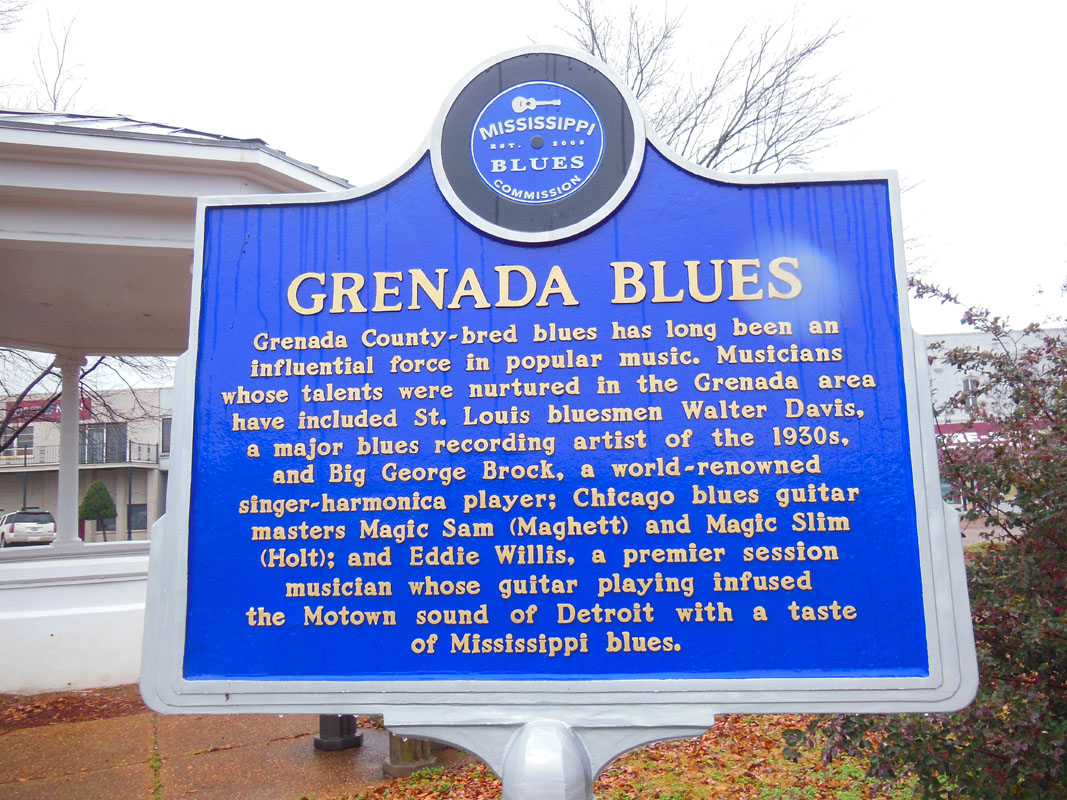 MISSISSIPPI
EST. 2003
BLUES
COMMISSION
GRENADA BLUES
Grenada County-bred blues has long been an
influential force in popular music. Musicians
whose talents were nurtured in the Grenada area
have included St. Louis bluesmen Walter Davis,
a major blues recording artist of the 1930s,
and Big George Brock, a world-renowned
singer-harmonica player; Chicago blues guitar
masters Magic Sam (Maghett) and Magic Slim
(Holt); and Eddie Willis, a premier session
musician whose guitar playing infused
the Motown sound of Detroit with a taste
of Mississippi blues.